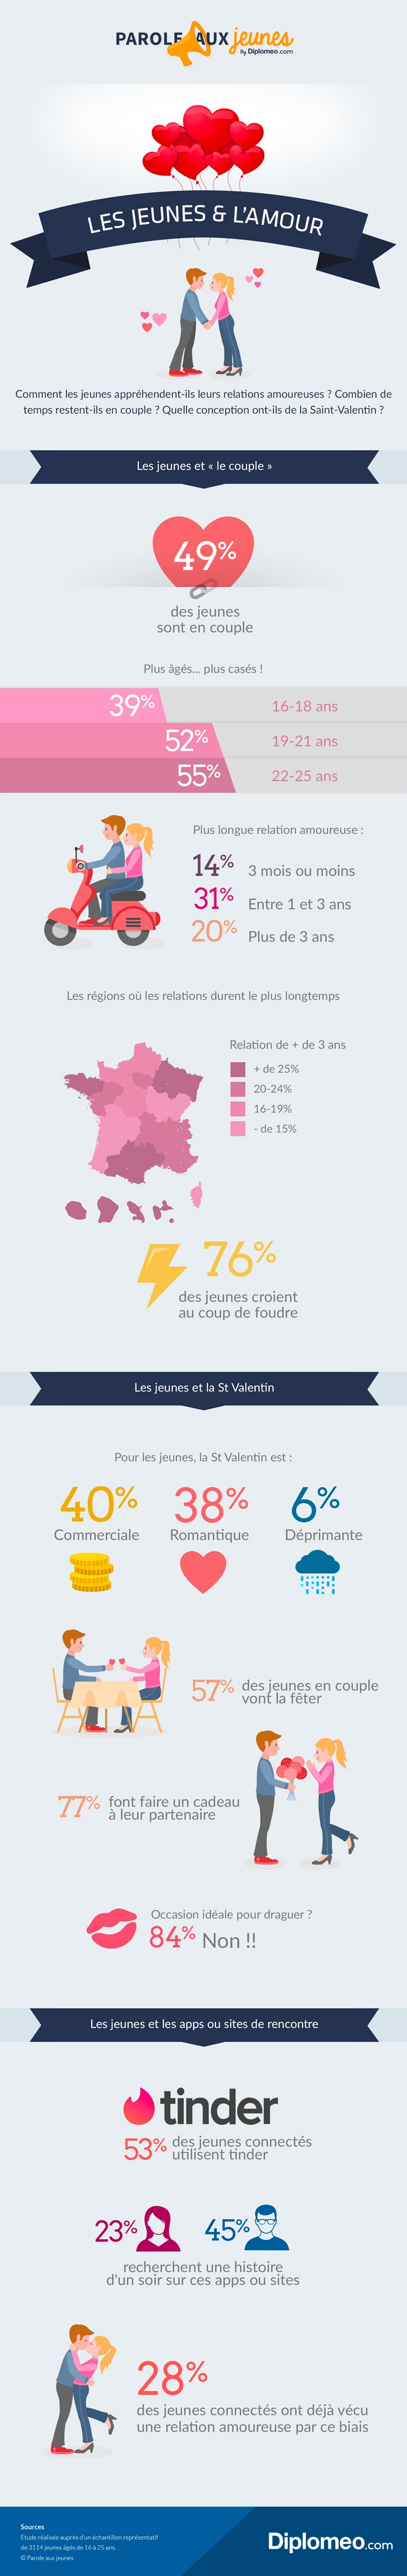 PAROLE AUX jeunes
By Diplomeo.com
LES JEUNES & L'AMOUR
Comment les jeunes appréhendent-ils leurs relations amoureuses ? Combien de
temps restent-ils en couple ? Quelle conception ont-ils de la Saint-Valentin ?
Les jeunes et « le couple »
49%
des jeunes
sont en couple
Plus âgés... plus casés !
39% 16-18 ans
52% 19-21 ans
55% 22-25 ans
Plus longue relation amoureuse :
14% 3 mois ou moins
31% Entre 1 et 3 ans
20% Plus de 3 ans
Les régions où les relations durent le plus longtemps
Relation de + de 3 ans
+ de 25%
20-24%
16-19%
- de 15%
76%
des jeunes croient
au coup de foudre
Les jeunes et la St Valentin
Pour les jeunes, la St Valentin est :
40% 38% 6%
Commerciale Romantique Déprimante
57% des jeunes en couple
vont la fêter
77% font faire un cadeau
à leur partenaire
Occasion idéale pour draguer ?
84% Non !!
Les jeunes et les apps ou sites de rencontre
tinder
53% des jeunes connectés
utilisent tinder
23% 45%
recherchent une histoire
d'un soir sur ces apps ou sites
28%
des jeunes connectés ont déjà vécu
une relation amoureuse par ce biais
Sources
Etude réalisée auprès d'un échantillon représentatif
de 3114 jeunes âgés de 16 à 25 ans.
© Parole aux jeunes
Diplomeo.com